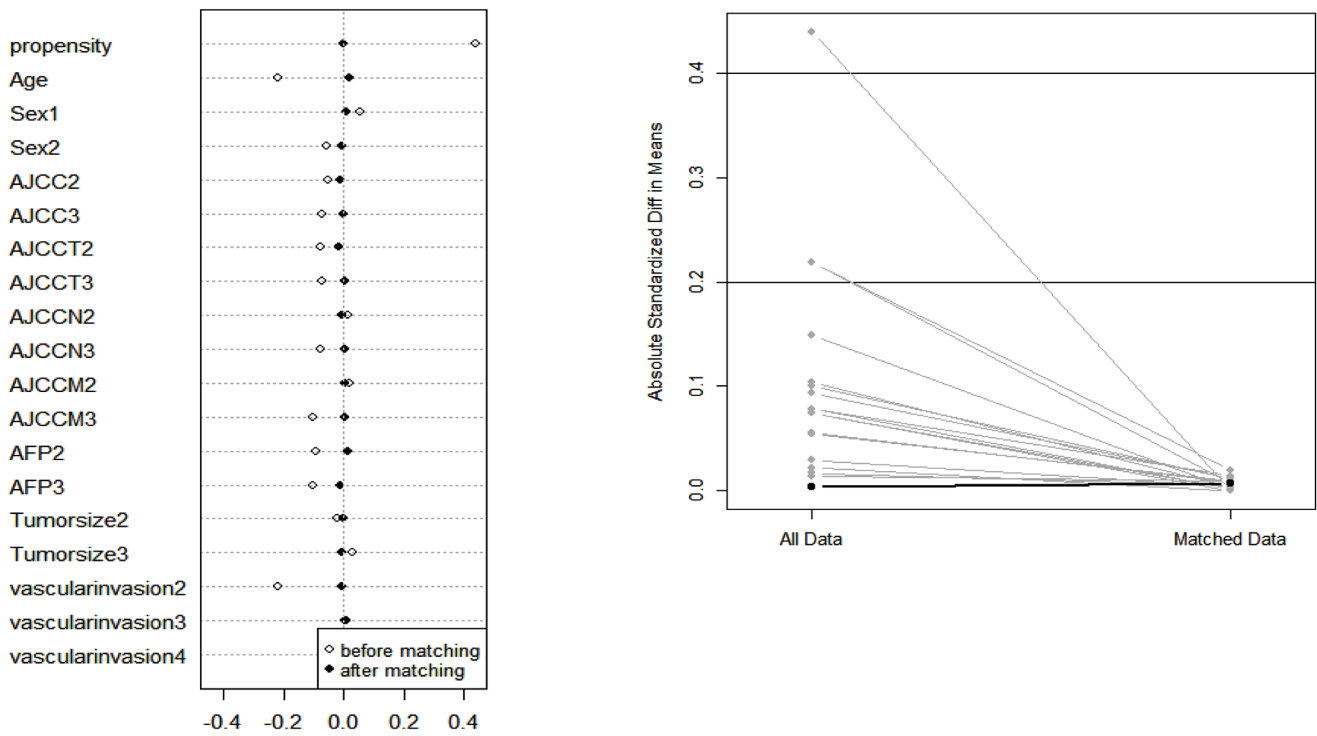 propensity
Age
Sex1
Sex2
AJCC2
AJCC3
AJCCT2
AJCCT3
AJCCN2
AJCCN3
AJCCM2
AJCCM3
AFP2
AFP3
Tumorsize2
Tumorsize3
vascularinvasion2
vascularinvasion3
vascularinvasion4
before matching
after matching
-0.4 -0.2 0.0 0.2 0.4
Absolute Standardized Diff in Means
0.4
0.3
0.2
0.1
0.0
All Data Matched Data